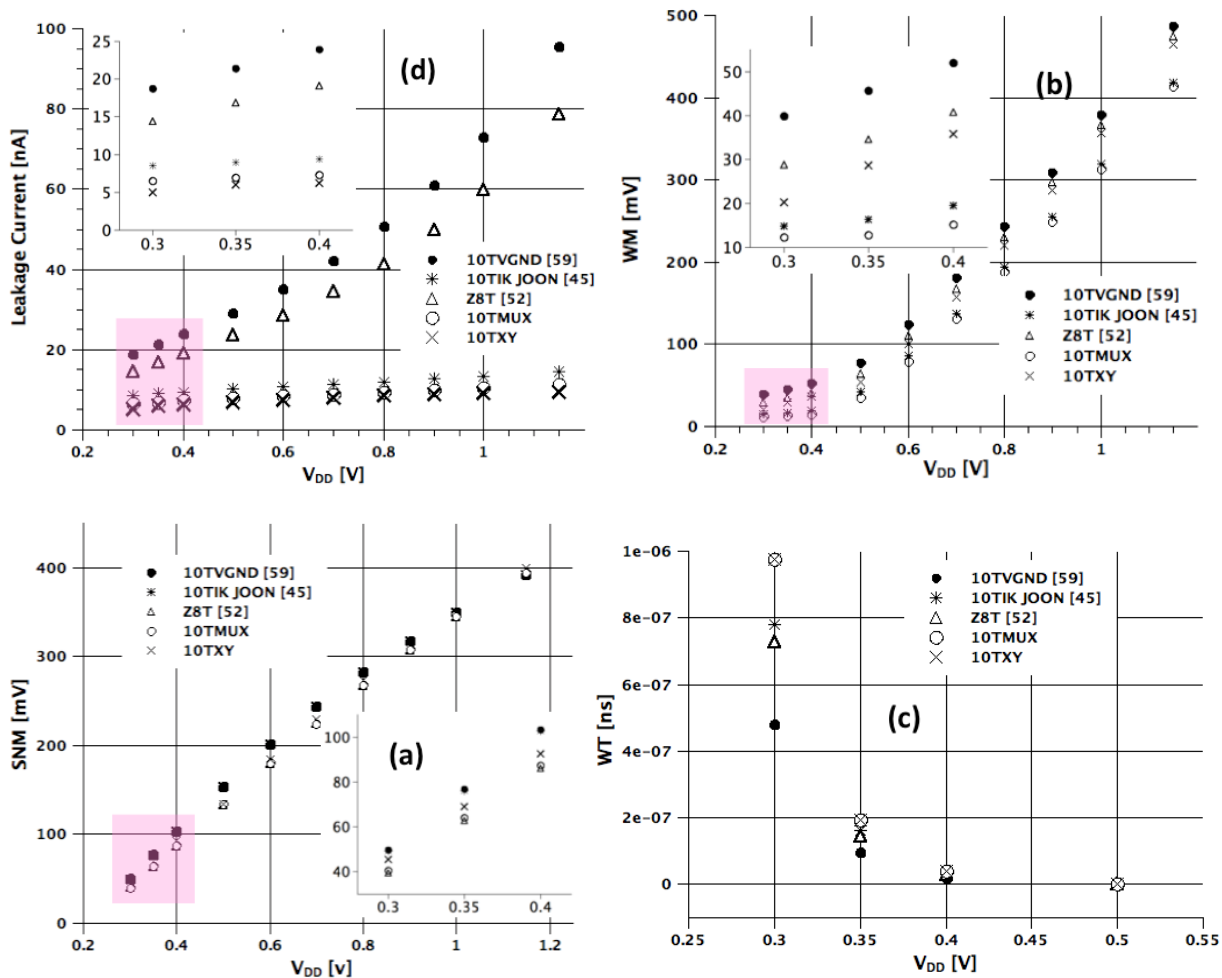 100
80
60
40
20
0
Leakage Current [nA]
25
20
15
10
5
0
0.3
0.35
0.4
(d)
10TVGND [59]
10TIK JOON [45]
Z8T [52]
10TMUX
10TXY
0.2
0.4
0.6
0.8
1
VDD [V]
500
400
300
200
100
0
WM [mV]
50
40
30
20
10
0.3
0.35
0.4
(b)
10TVGND [59]
10TIK JOON [45]
Z8T [52]
10TMUX
10TXY
0.2
0.4
0.6
0.8
1
VDD [V]
400
300
200
100
0
SNM [mV]
10TVGND [59]
10TIK JOON [45]
Z8T [52]
10TMUX
10TXY
(a)
100
80
60
40
0.3
0.35
0.4
0.2
0.4
0.6
0.8
1
1.2
VDD [v]
1e-06
8e-07
6e-07
4e-07
2e-07
0
WT [ns]
10TVGND [59]
10TIK JOON [45]
Z8T [52]
10TMUX
10TXY
(c)
0.25
0.3
0.35
0.4
0.45
0.5
0.55
VDD [V]